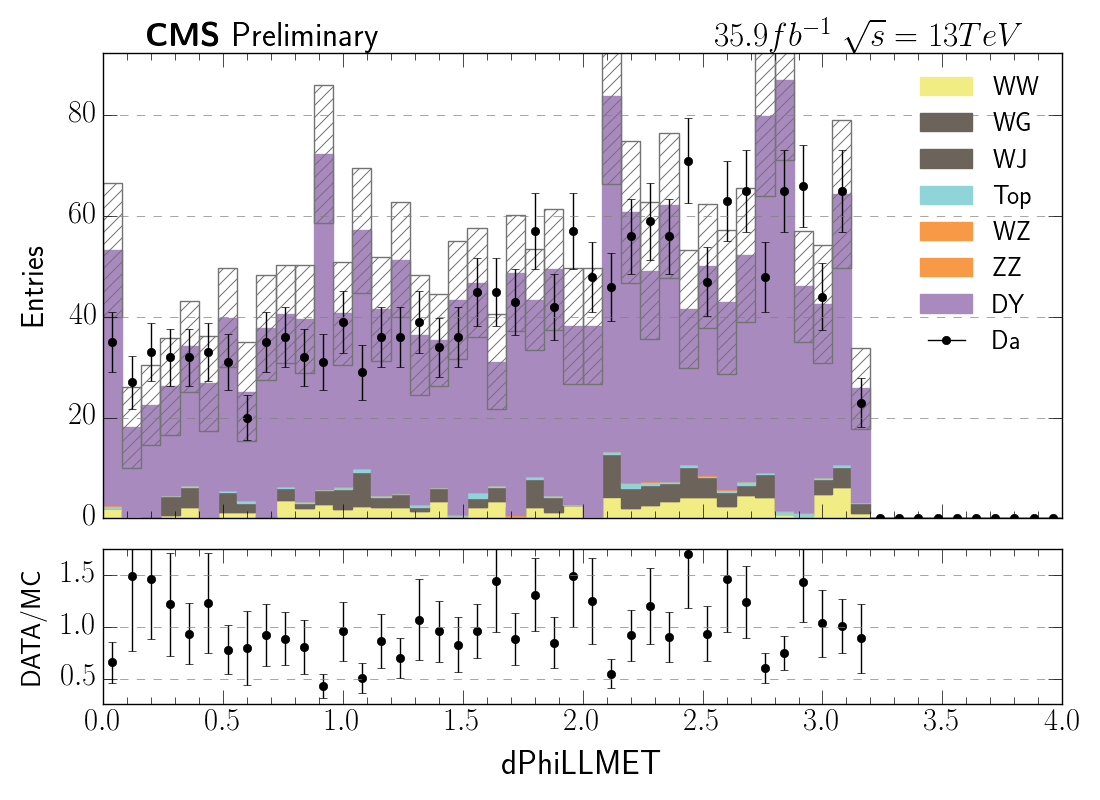 CMS Preliminary 35.9fb⁻¹ √s = 13TeV
Entries
80
60
40
20
0
WW
WG
WJ
Top
WZ
ZZ
DY
Da
DATA/MC
1.5
1.0
0.5
0.0 0.5 1.0 1.5 2.0 2.5 3.0 3.5 4.0
dPhiLLMET